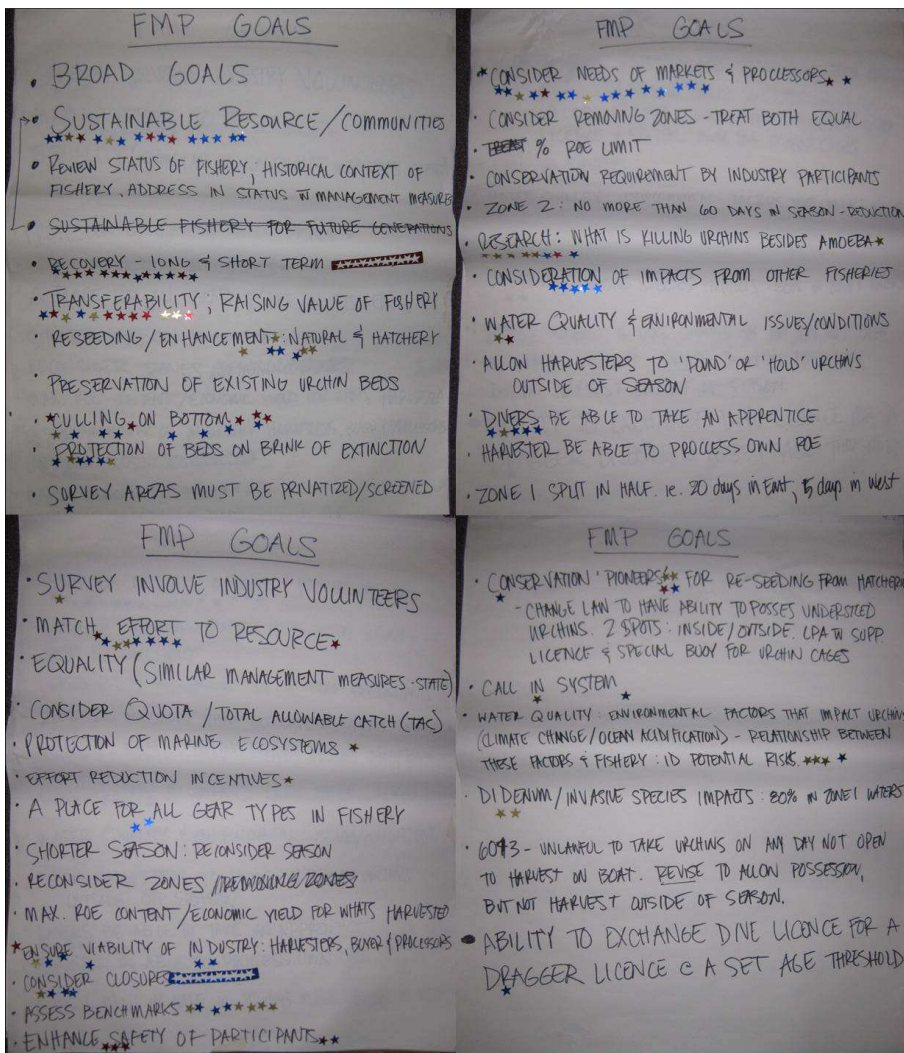 FMP GOALS
• BROAD GOALS
• SUSTAINABLE RESOURCE/COMMUNITIES
• REVIEW STATUS OF FISHERY; HISTORICAL CONTEXT OF
FISHERY. ADDRESS IN STATUS MANAGEMENT MEASURES
• SUSTAINABLE FISHERY FOR FUTURE GENERATIONS
• RECOVERY - LONG & SHORT TERM
• TRANSFERABILITY; RAISING VALUE OF FISHERY
• RESEEDING/ENHANCEMENT: NATURAL & HATCHERY
• PRESERVATION OF EXISTING URCHIN BEDS
• CULLING ON BOTTOM
• PROTECTION OF BEDS ON BRINK OF EXTINCTION
• SURVEY AREAS MUST BE PRIVATIZED/SCREENED
FMP GOALS
• CONSIDER NEEDS OF MARKETS & PROCCESSORS
• CONSIDER REMOVING ZONES - TREAT BOTH EQUAL
• TREAT % ROE LIMIT
• CONSERVATION REQUIREMENT BY INDUSTRY PARTICIPANTS
• ZONE 2: NO MORE THAN 60 DAYS IN SEASON - REDUCTION
• RESEARCH: WHAT IS KILLING URCHINS BESIDES AMOEBA
• CONSIDERATION OF IMPACTS FROM OTHER FISHERIES
• WATER QUALITY & ENVIRONMENTAL ISSUES/CONDITIONS
• ALLOW HARVESTERS TO 'POUND' OR 'HOLD' URCHINS
OUTSIDE OF SEASON
• DIVERS BE ABLE TO TAKE AN APPRENTICE
• HARVESTER BE ABLE TO PROCCESS OWN ROE
• ZONE 1 SPLIT IN HALF. ie. 20 days in East, 5 day in West
FMP GOALS
• SURVEY INVOLVE INDUSTRY VOLUNTEERS
• MATCH EFFORT TO RESOURCE
• EQUALITY (SIMILAR MANAGEMENT MEASURES - STATE)
• CONSIDER QUOTA / TOTAL ALLOWABLE CATCH (TAC)
• PROTECTION OF MARINE ECOSYSTEMS
• EFFORT REDUCTION INCENTIVES
• A PLACE FOR ALL GEAR TYPES IN FISHERY
• SHORTER SEASON: RECONSIDER SEASON
• RECONSIDER ZONES /REMOVING ZONES
• MAX. ROE CONTENT/ECONOMIC YIELD FOR WHATS HARVESTED
• ENSURE VIABILITY OF INDUSTRY: HARVESTERS, BUYER & PROCESSORS
• CONSIDER CLOSURES
• ASSESS BENCHMARKS
• ENHANCE SAFETY OF PARTICIPANTS
FMP GOALS
• CONSERVATION 'PIONEERS' FOR RE-SEEDING FROM HATCHERIE
- CHANGE LAW TO HAVE ABILITY TO POSSES UNDERSIZED
URCHINS. 2 SPOTS: INSIDE/OUTSIDE. LPA SUPP.
LICENCE & SPECIAL BUOY FOR URCHIN CAGES
• CALL IN SYSTEM
• WATER QUALITY: ENVIRONMENTAL FACTORS THAT IMPACT URCHINS
(CLIMATE CHANGE/OCEAN ACIDIFICATION) - RELATIONSHIP BETWEEN
THESE FACTORS & FISHERY: ID POTENTIAL RISKS.
• DIDENUM/INVASIVE SPECIES IMPACTS: 80% IN ZONE 1 WATERS
• - UNLAWFUL TO TAKE URCHINS ON ANY DAY NOT OPEN
TO HARVEST ON BOAT. REVISE TO ALLOW POSSESSION,
BUT NOT HARVEST OUTSIDE OF SEASON.
• ABILITY TO EXCHANGE DIVE LICENCE FOR A
DRAGGER LICENCE @ A SET AGE THRESHOLD